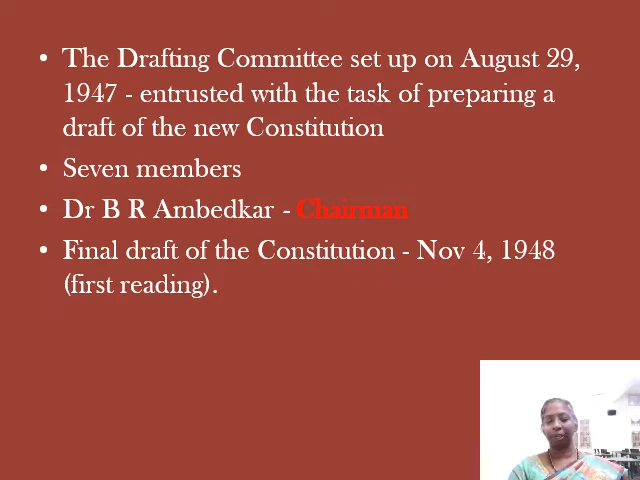 • The Drafting Committee set up on August 29,
1947 - entrusted with the task of preparing a
draft of the new Constitution
• Seven members
• Dr B R Ambedkar - Chairman
• Final draft of the Constitution - Nov 4, 1948
(first reading).